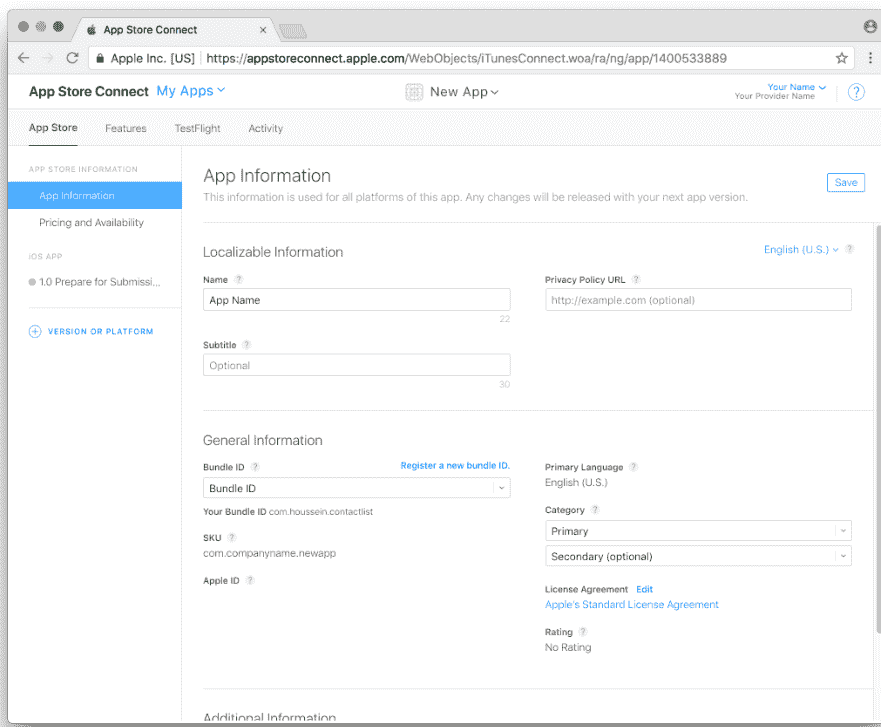 App Store Connect
Apple Inc. [US] https://appstoreconnect.apple.com/WebObjects/iTunesConnect.woa/ra/ng/app/1400533889
App Store Connect My Apps New App Your Name
Your Provider Name
App Store Features TestFlight Activity
APP STORE INFORMATION
App Information
Pricing and Availability
iOS APP
1.0 Prepare for Submissi...
VERSION OR PLATFORM
App Information
Save
This information is used for all platforms of this app. Any changes will be released with your next app version.
Localizable Information
English (U.S.) ?
Name ?
App Name
22
Privacy Policy URL ?
http://example.com (optional)
Subtitle ?
Optional
30
General Information
Bundle ID ? Register a new bundle ID.
Bundle ID
Your Bundle ID com.houssein.contactlist
SKU ?
com.companyname.newapp
Apple ID ?
Primary Language ?
English (U.S.)
Category ?
Primary
Secondary (optional)
License Agreement Edit
Apple's Standard License Agreement
Rating ?
No Rating
Additional Information